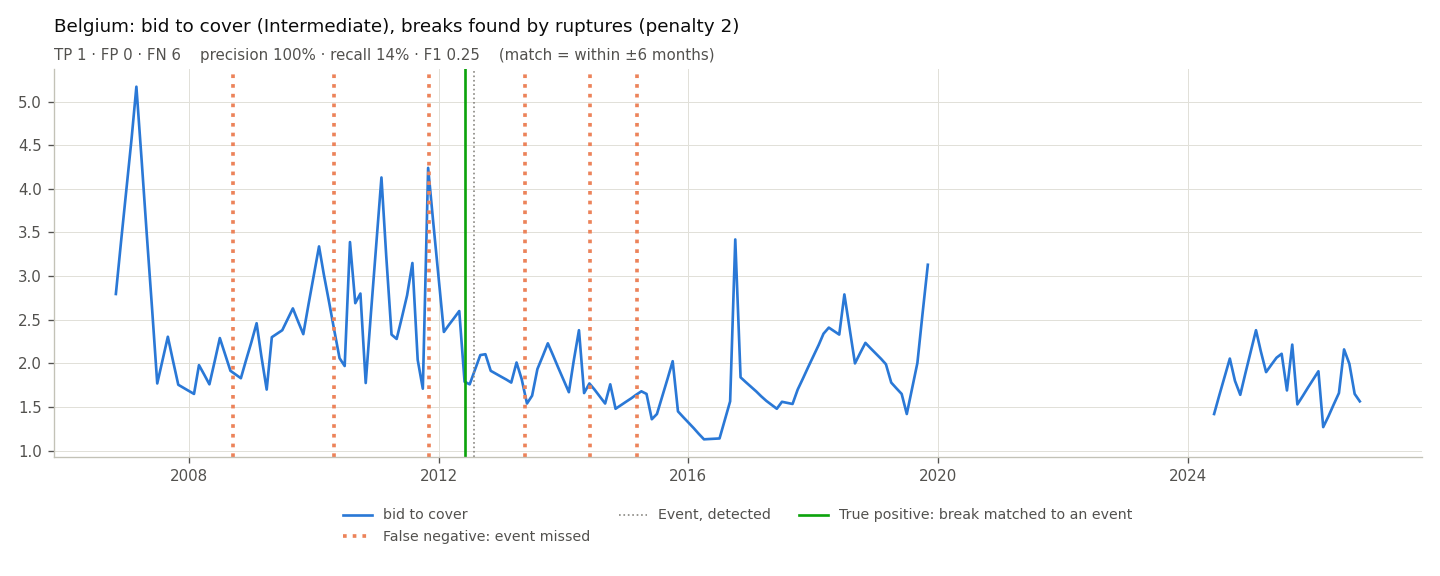 Belgium: bid to cover (Intermediate), breaks found by ruptures (penalty 2)
TP 1 · FP 0 · FN 6    precision 100% · recall 14% · F1 0.25    (match = within ±6 months)
5.0
4.5
4.0
3.5
3.0
2.5
2.0
1.5
1.0
2008 2012 2016 2020 2024
bid to cover    Event, detected    True positive: break matched to an event
False negative: event missed